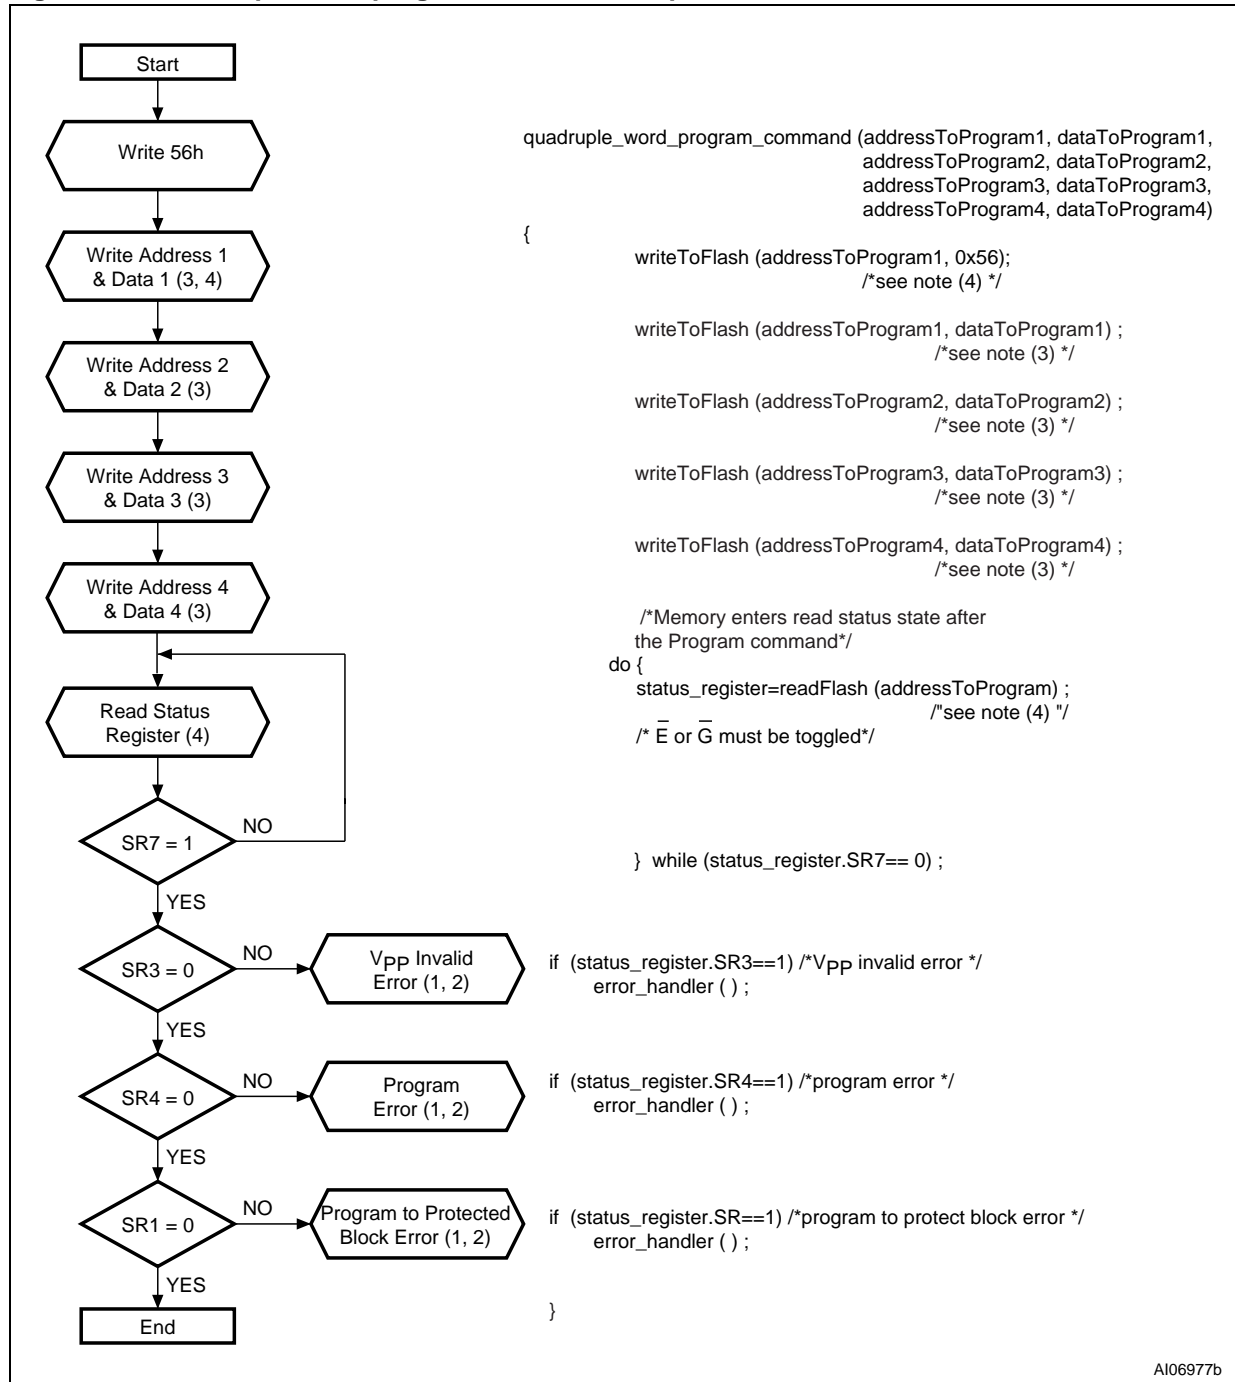 Start
Write 56h
Write Address 1
& Data 1 (3, 4)
Write Address 2
& Data 2 (3)
Write Address 3
& Data 3 (3)
Write Address 4
& Data 4 (3)
Read Status
Register (4)
SR7 = 1
NO
YES
SR3 = 0
NO
VPP Invalid
Error (1, 2)
YES
SR4 = 0
NO
Program
Error (1, 2)
YES
SR1 = 0
NO
Program to Protected
Block Error (1, 2)
YES
End
quadruple_word_program_command (addressToProgram1, dataToProgram1,
addressToProgram2, dataToProgram2,
addressToProgram3, dataToProgram3,
addressToProgram4, dataToProgram4)
{
writeToFlash (addressToProgram1, 0x56);
/*see note (4) */
writeToFlash (addressToProgram1, dataToProgram1) ;
/*see note (3) */
writeToFlash (addressToProgram2, dataToProgram2) ;
/*see note (3) */
writeToFlash (addressToProgram3, dataToProgram3) ;
/*see note (3) */
writeToFlash (addressToProgram4, dataToProgram4) ;
/*see note (3) */
/*Memory enters read status state after
the Program command*/
do {
status_register=readFlash (addressToProgram) ;
/"see note (4) "/
/* E̅ or G̅ must be toggled*/
} while (status_register.SR7== 0) ;
if (status_register.SR3==1) /*VPP invalid error */
error_handler ( ) ;
if (status_register.SR4==1) /*program error */
error_handler ( ) ;
if (status_register.SR==1) /*program to protect block error */
error_handler ( ) ;
}
AI06977b